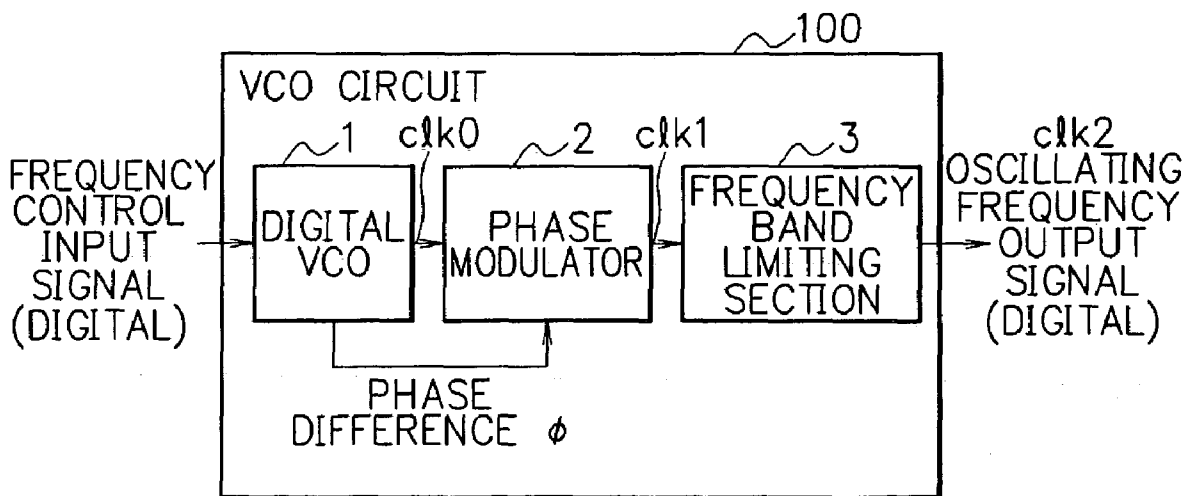 100
VCO CIRCUIT
1
clk0
2
clk1
3
clk2
FREQUENCY
CONTROL
INPUT
SIGNAL
(DIGITAL)
DIGITAL
VCO
PHASE
MODULATOR
FREQUENCY
BAND
LIMITING
SECTION
OSCILLATING
FREQUENCY
OUTPUT
SIGNAL
(DIGITAL)
PHASE
DIFFERENCE ϕ